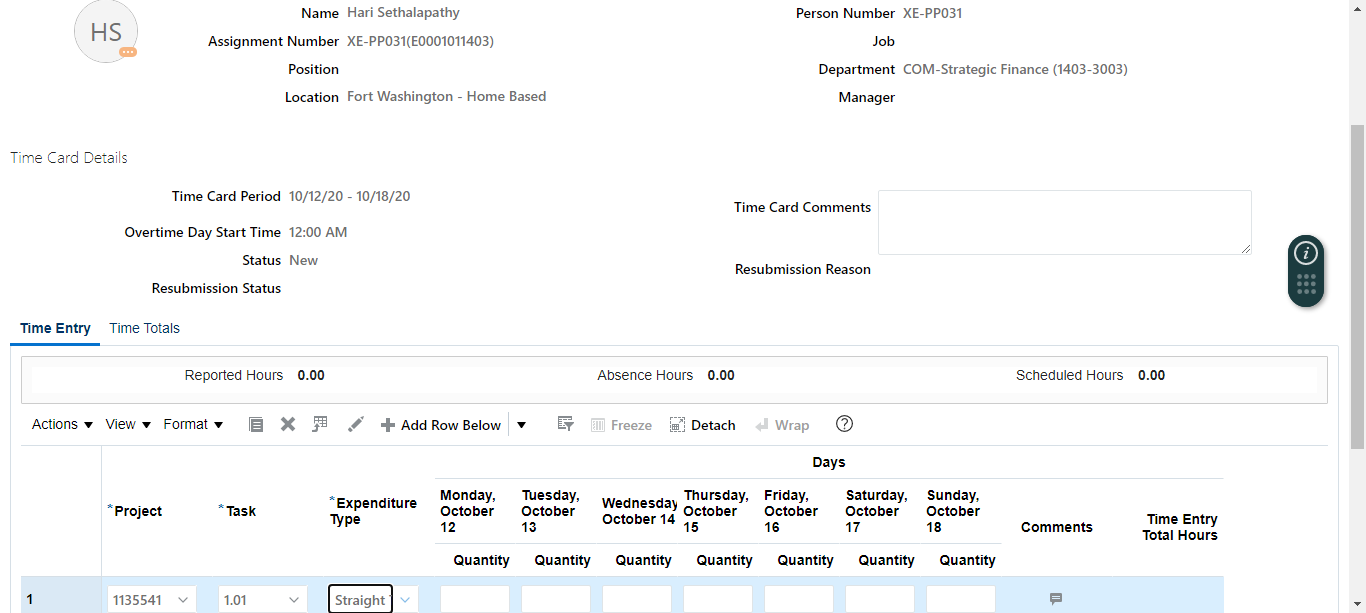 HS
Name Hari Sethalapathy
Person Number XE-PP031
Assignment Number XE-PP031(E0001011403)
Job
Position
Department COM-Strategic Finance (1403-3003)
Location Fort Washington - Home Based
Manager
Time Card Details
Time Card Period 10/12/20 - 10/18/20
Time Card Comments
Overtime Day Start Time 12:00 AM
Status New
Resubmission Reason
Resubmission Status
Time Entry Time Totals
Reported Hours 0.00 Absence Hours 0.00 Scheduled Hours 0.00
Actions View Format Add Row Below Freeze Detach Wrap
Days
*Project
*Task
*Expenditure Type
Monday, October 12
Tuesday, October 13
Wednesday October 14
Thursday, October 15
Friday, October 16
Saturday, October 17
Sunday, October 18
Comments
Time Entry Total Hours
Quantity Quantity Quantity Quantity Quantity Quantity Quantity
1 1135541 1.01 Straight